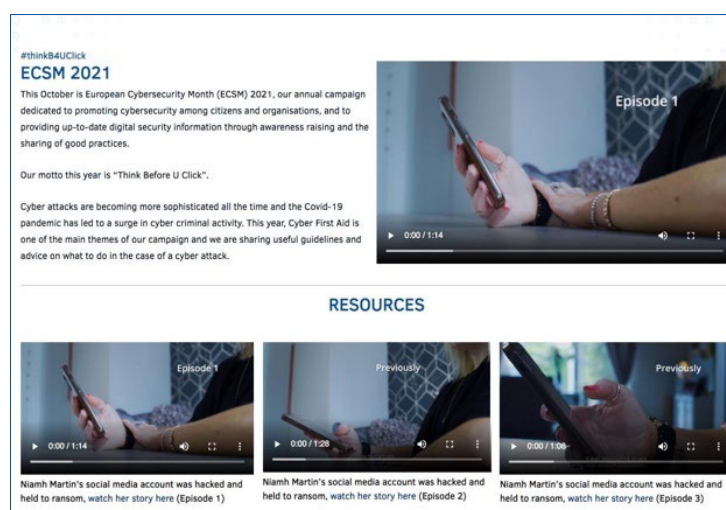 #thinkB4UClick
ECSM 2021
This October is European Cybersecurity Month (ECSM) 2021, our annual campaign
dedicated to promoting cybersecurity among citizens and organisations, and to
providing up-to-date digital security information through awareness raising and the
sharing of good practices.
Our motto this year is “Think Before U Click”.
Cyber attacks are becoming more sophisticated all the time and the Covid-19
pandemic has led to a surge in cyber criminal activity. This year, Cyber First Aid is
one of the main themes of our campaign and we are sharing useful guidelines and
advice on what to do in the case of a cyber attack.
Episode 1
0:00 / 1:14
RESOURCES
Episode 1
0:00 / 1:14
Niamh Martin's social media account was hacked and
held to ransom, watch her story here (Episode 1)
Previously
0:00 / 1:28
Niamh Martin's social media account was hacked and
held to ransom, watch her story here (Episode 2)
Previously
0:00 / 1:08
Niamh Martin's social media account was hacked and
held to ransom, watch her story here (Episode 3)